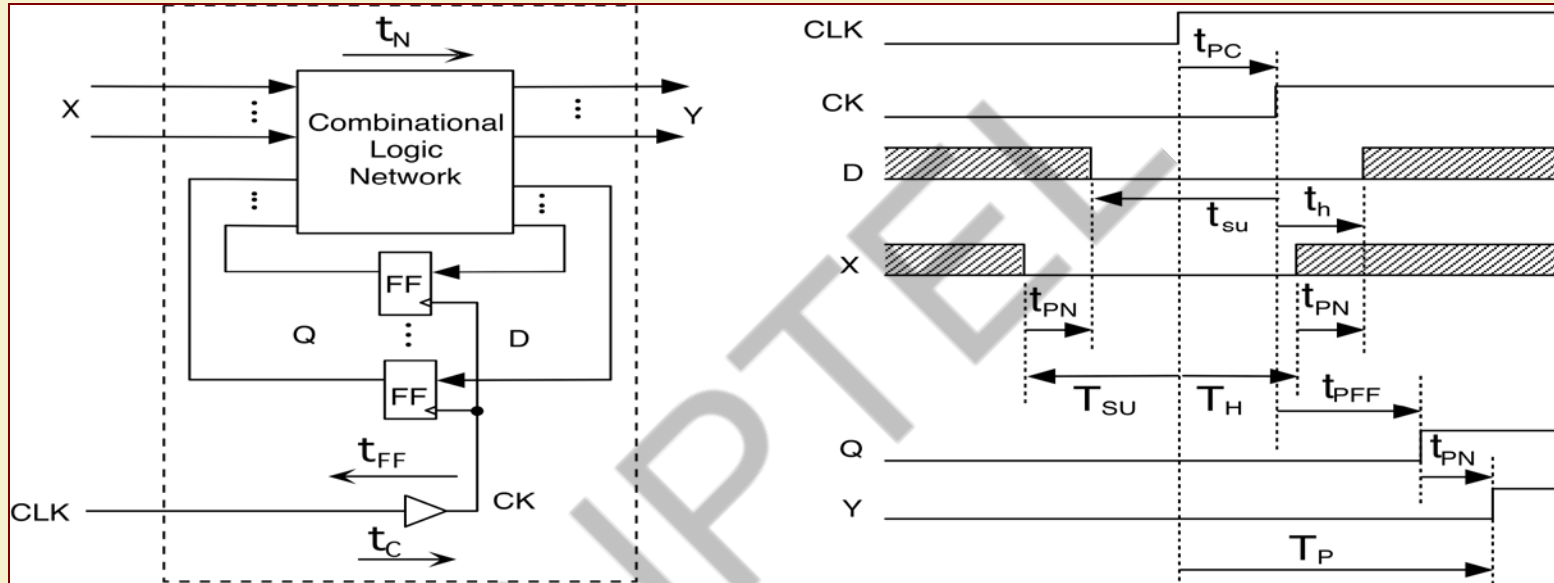 t_N
X
Combinational
Logic
Network
Y
FF
Q
D
FF
t_FF
CLK
CK
t_C
CLK
t_PC
CK
D
t_su
t_h
X
t_PN
t_PN
T_SU
T_H
t_PFF
Q
t_PN
Y
T_P